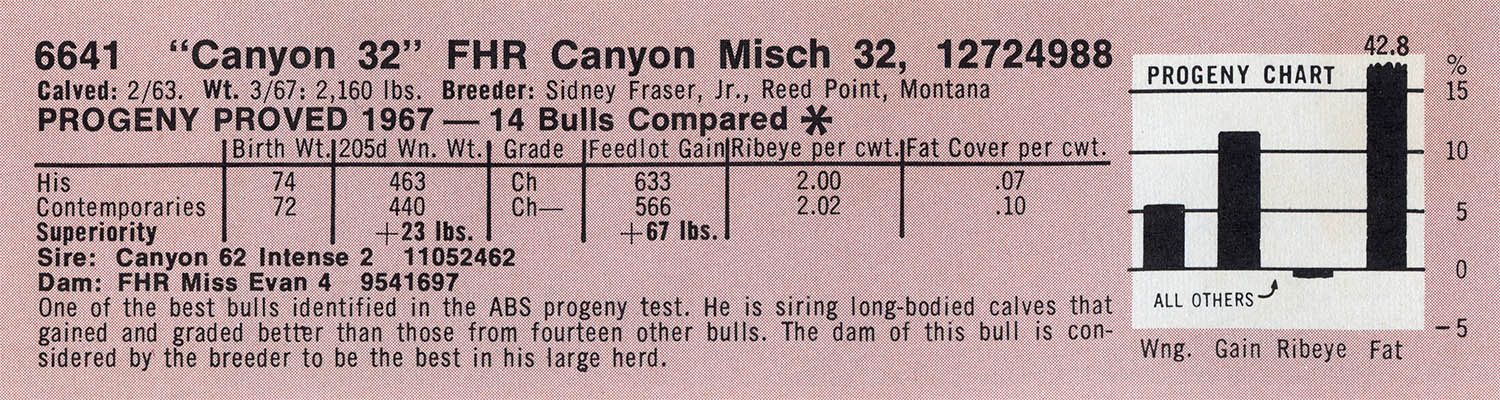 6641 “Canyon 32” FHR Canyon Misch 32, 12724988
Calved: 2/63. Wt. 3/67: 2,160 lbs. Breeder: Sidney Fraser, Jr., Reed Point, Montana
PROGENY PROVED 1967 — 14 Bulls Compared *
Birth Wt. 205d Wn. Wt. Grade Feedlot Gain Ribeye per cwt. Fat Cover per cwt.
His 74 463 Ch 633 2.00 .07
Contemporaries 72 440 Ch— 566 2.02 .10
Superiority +23 lbs. +67 lbs.
Sire: Canyon 62 Intense 2 11052462
Dam: FHR Miss Evan 4 9541697
One of the best bulls identified in the ABS progeny test. He is siring long-bodied calves that
gained and graded better than those from fourteen other bulls. The dam of this bull is con-
sidered by the breeder to be the best in his large herd.
42.8
PROGENY CHART
%
15
10
5
0
ALL OTHERS
-5
Wng. Gain Ribeye Fat